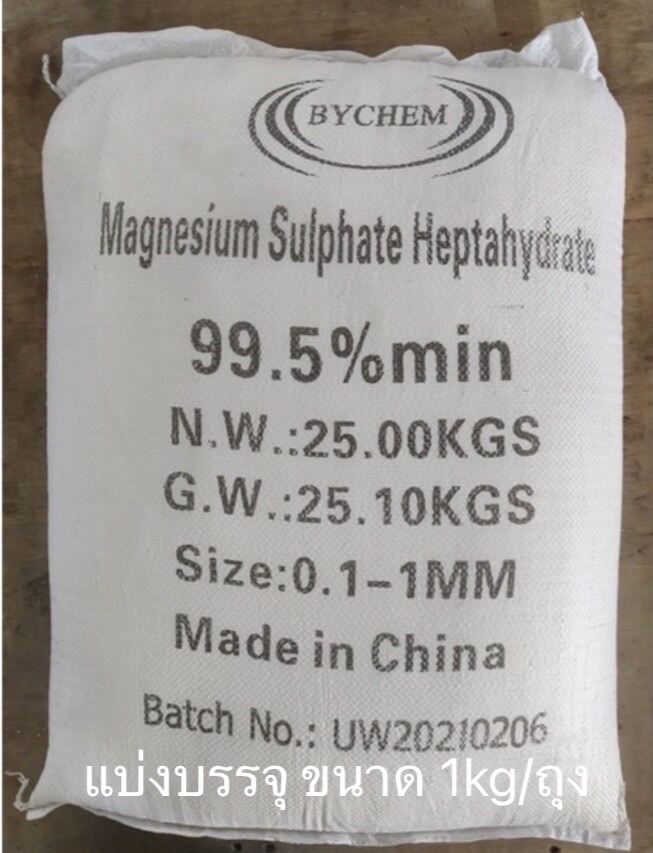 BYCHEM
Magnesium Sulphate Heptahydrate
99.5%min
N.W.:25.00KGS
G.W.:25.10KGS
Size:0.1-1MM
Made in China
Batch No.: UW20210206
แบ่งบรรจุ ขนาด 1kg/ถุง